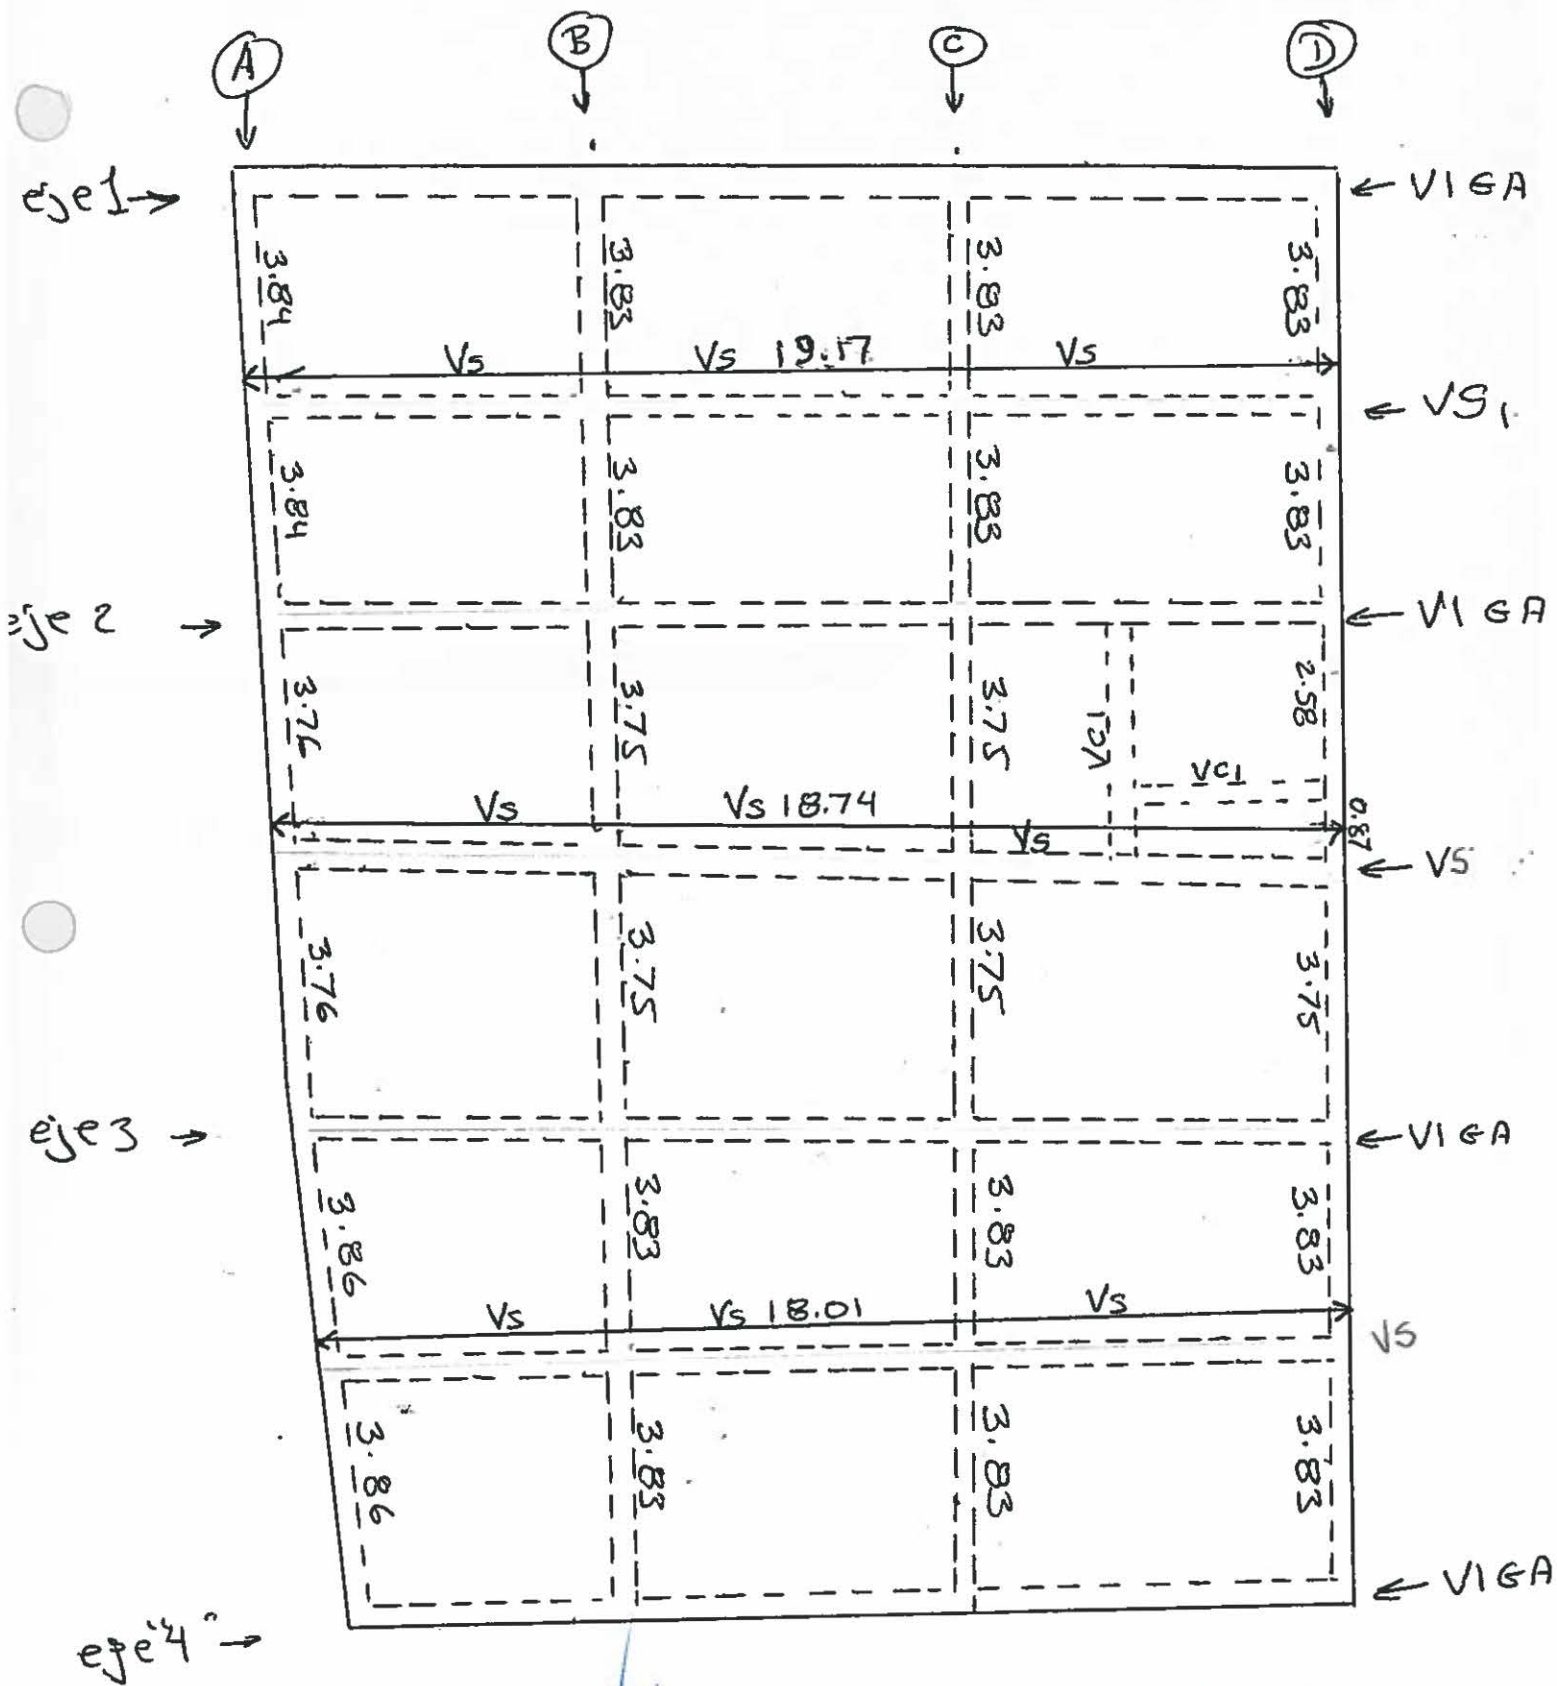 A B C D
eje1 → ← VIGA
3.84 3.83 3.83 3.83
Vs Vs 19.17 Vs
← VS1
3.84 3.83 3.83 3.83
eje 2 → ← VIGA
3.76 3.75 3.75 VC1 2.58
VC1
Vs Vs 18.74 Vs 0.87
← VS
3.76 3.75 3.75 3.75
eje3 → ← VIGA
3.86 3.83 3.83 3.83
Vs Vs 18.01 Vs
VS
3.86 3.83 3.83 3.83
← VIGA
eje"4" →